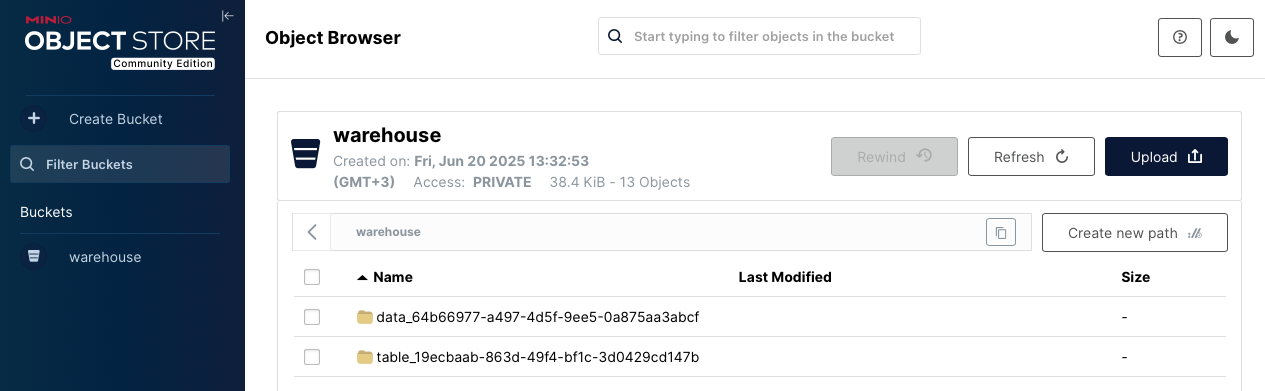 MINIO
OBJECT STORE
Community Edition
Create Bucket
Filter Buckets
Buckets
warehouse
Object Browser
Start typing to filter objects in the bucket
warehouse
Created on: Fri, Jun 20 2025 13:32:53
(GMT+3) Access: PRIVATE 38.4 KiB - 13 Objects
Rewind
Refresh
Upload
warehouse
Create new path
Name Last Modified Size
data_64b66977-a497-4d5f-9ee5-0a875aa3abcf -
table_19ecbaab-863d-49f4-bf1c-3d0429cd147b -